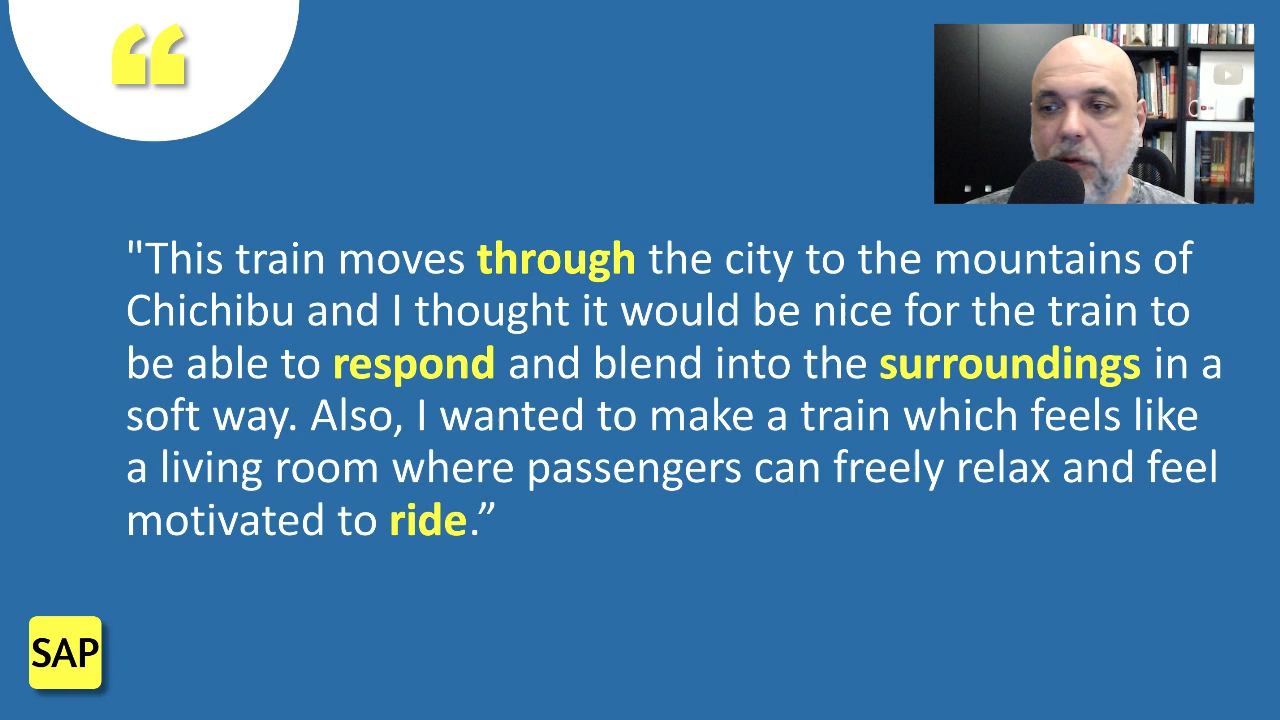 "This train moves through the city to the mountains of
Chichibu and I thought it would be nice for the train to
be able to respond and blend into the surroundings in a
soft way. Also, I wanted to make a train which feels like
a living room where passengers can freely relax and feel
motivated to ride.”
SAP